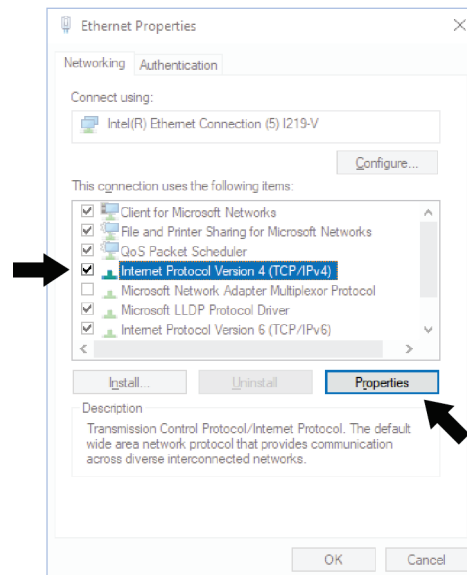 Ethernet Properties
Networking Authentication
Connect using:
Intel(R) Ethernet Connection (5) I219-V
Configure...
This connection uses the following items:
Client for Microsoft Networks
File and Printer Sharing for Microsoft Networks
QoS Packet Scheduler
Internet Protocol Version 4 (TCP/IPv4)
Microsoft Network Adapter Multiplexor Protocol
Microsoft LLDP Protocol Driver
Internet Protocol Version 6 (TCP/IPv6)
Install... Uninstall Properties
Description
Transmission Control Protocol/Internet Protocol. The default
wide area network protocol that provides communication
across diverse interconnected networks.
OK Cancel